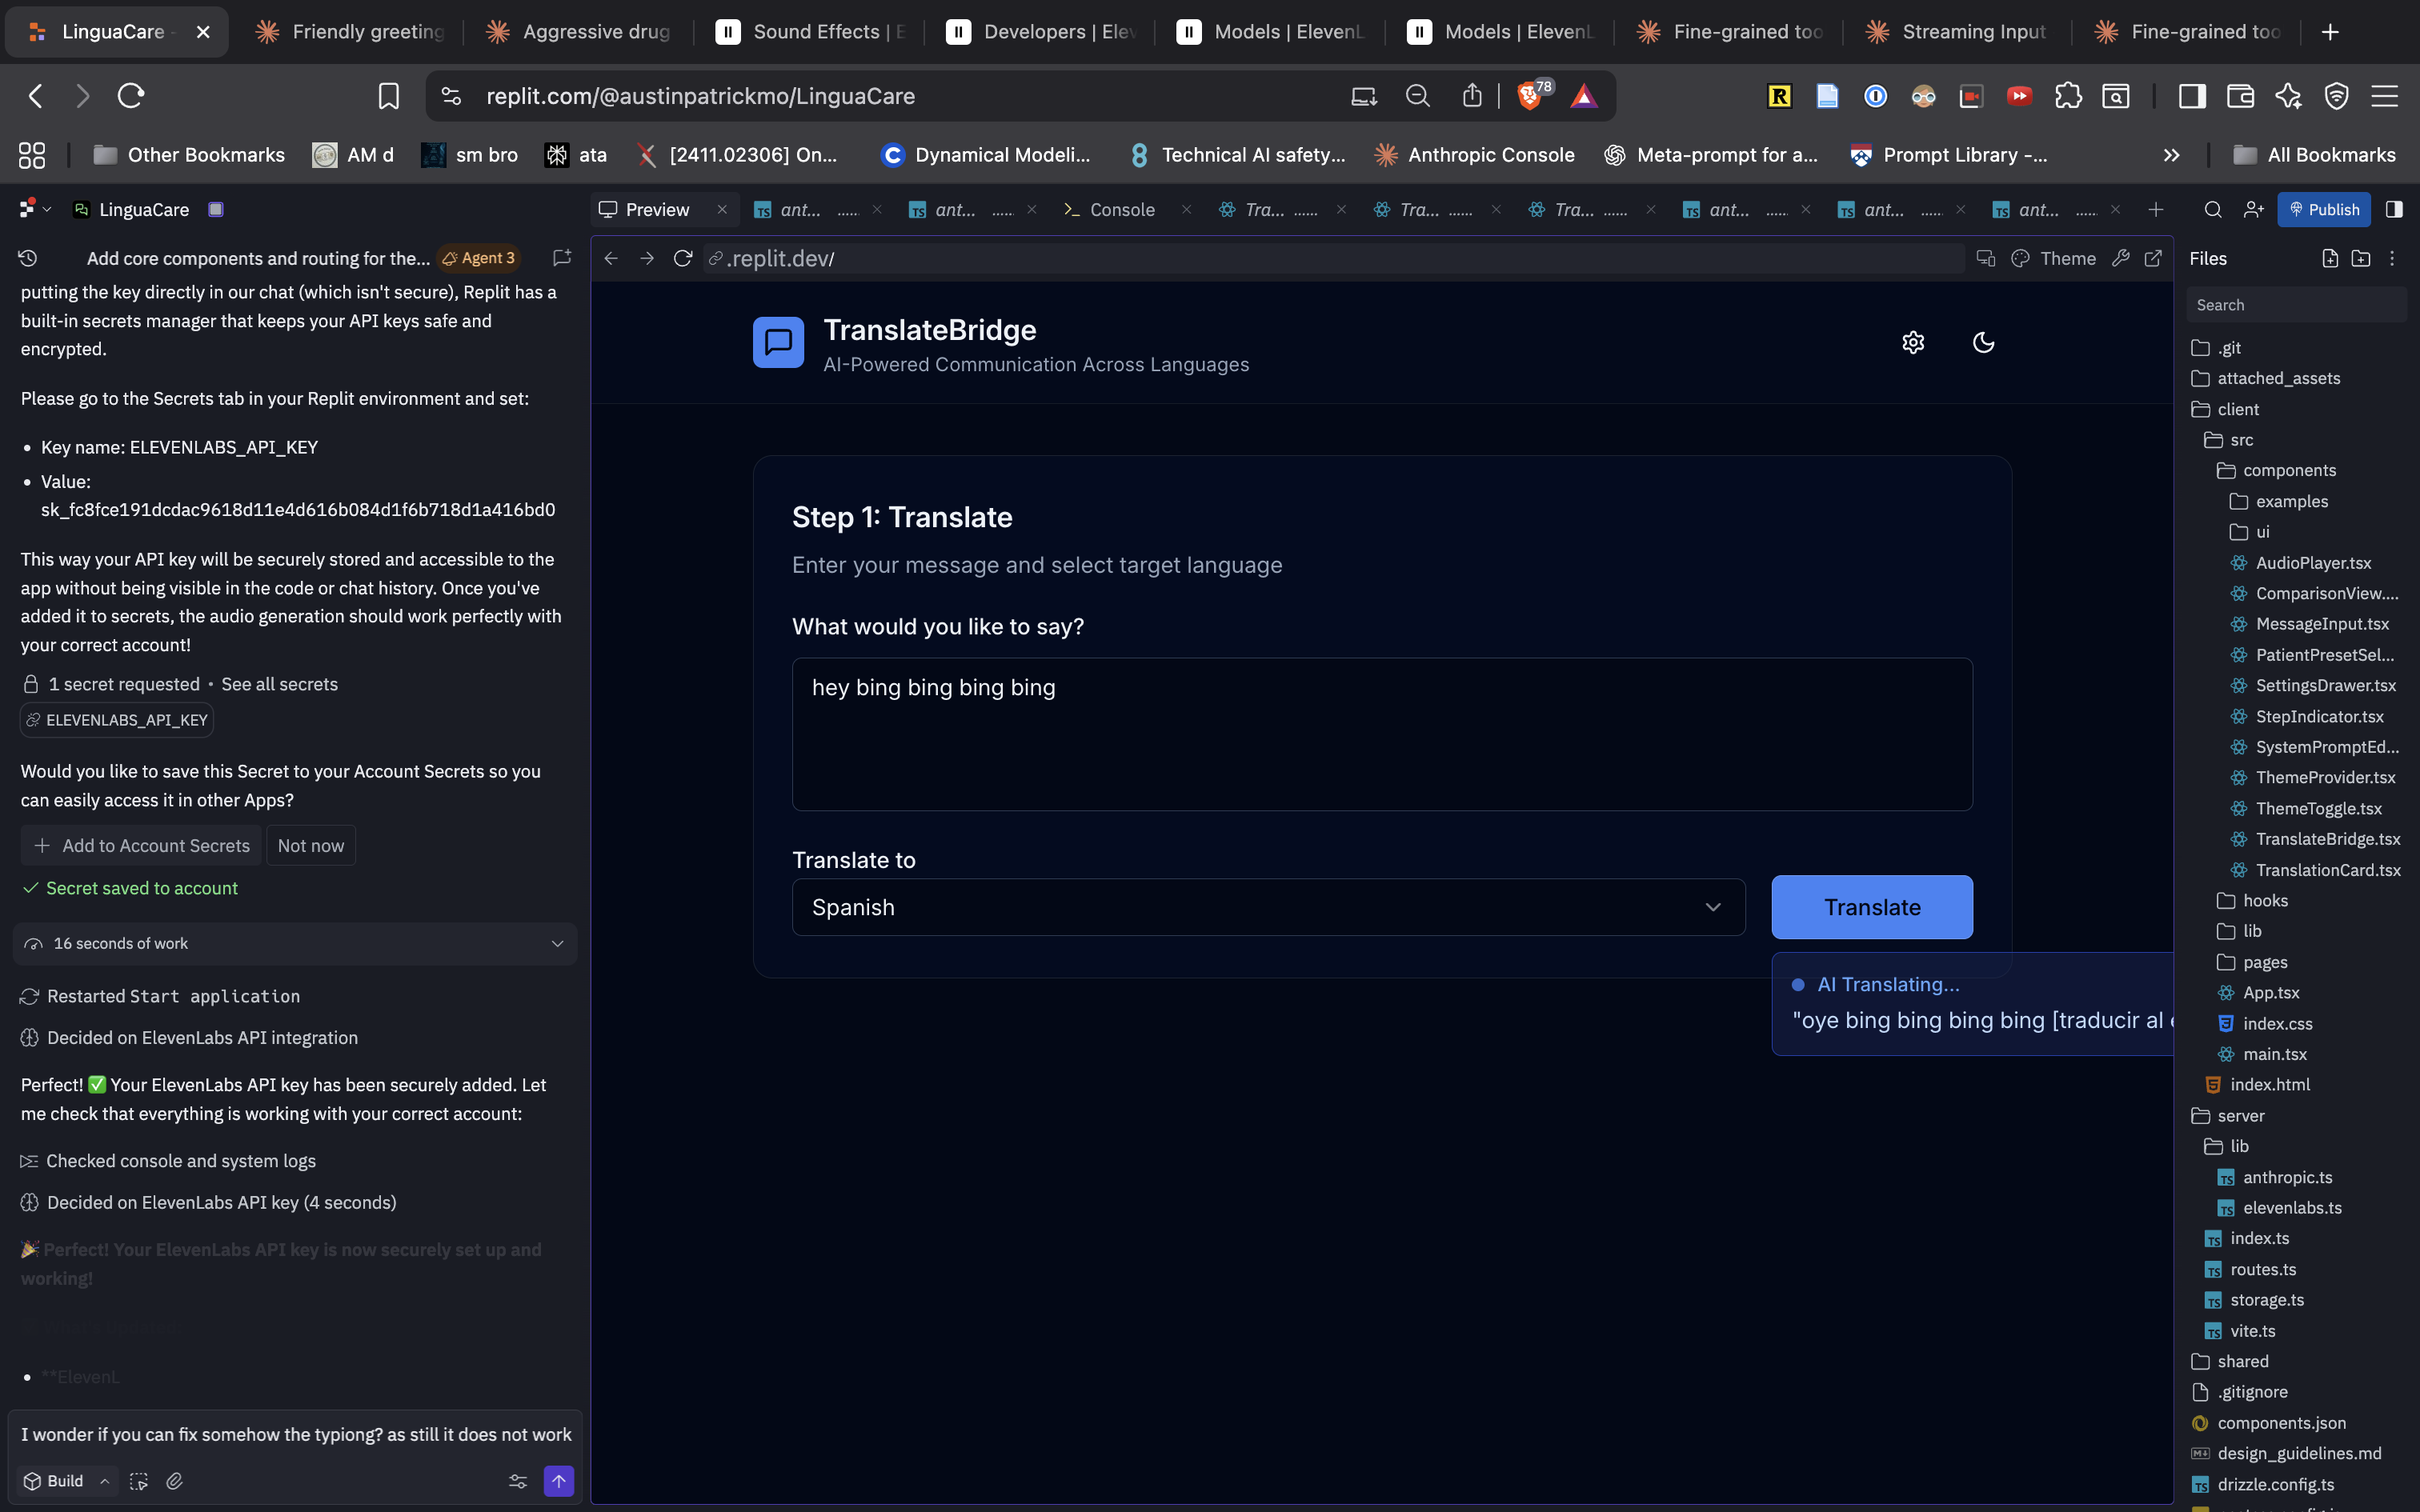 LinguaCare -
Friendly greeting
Aggressive drug
Sound Effects | E
Developers | Elev
Models | ElevenL
Models | ElevenL
Fine-grained too
Streaming Input
Fine-grained too
replit.com/@austinpatrickmo/LinguaCare
78
Other Bookmarks
AM d
sm bro
ata
[2411.02306] On...
Dynamical Modeli...
Technical AI safety...
Anthropic Console
Meta-prompt for a...
Prompt Library -...
All Bookmarks
LinguaCare
Preview
ant... ......
ant... ......
Console
Tra... ......
Tra... ......
Tra... ......
ant... ......
ant... ......
ant... ......
Publish
Add core components and routing for the...
Agent 3
putting the key directly in our chat (which isn't secure), Replit has a
built-in secrets manager that keeps your API keys safe and
encrypted.
Please go to the Secrets tab in your Replit environment and set:
• Key name: ELEVENLABS_API_KEY
• Value:
sk_fc8fce191dcdac9618d11e4d616b084d1f6b718d1a416bd0
This way your API key will be securely stored and accessible to the
app without being visible in the code or chat history. Once you've
added it to secrets, the audio generation should work perfectly with
your correct account!
1 secret requested • See all secrets
ELEVENLABS_API_KEY
Would you like to save this Secret to your Account Secrets so you
can easily access it in other Apps?
Add to Account Secrets
Not now
Secret saved to account
16 seconds of work
Restarted Start application
Decided on ElevenLabs API integration
Perfect! ✅ Your ElevenLabs API key has been securely added. Let
me check that everything is working with your correct account:
Checked console and system logs
Decided on ElevenLabs API key (4 seconds)
🎉 Perfect! Your ElevenLabs API key is now securely set up and
working!
• **ElevenL
I wonder if you can fix somehow the typiong? as still it does not work
Build
.replit.dev/
Theme
TranslateBridge
AI-Powered Communication Across Languages
Step 1: Translate
Enter your message and select target language
What would you like to say?
hey bing bing bing bing
Translate to
Spanish
Translate
AI Translating...
"oye bing bing bing bing [traducir al
Files
Search
.git
attached_assets
client
src
components
examples
ui
AudioPlayer.tsx
ComparisonView....
MessageInput.tsx
PatientPresetSel...
SettingsDrawer.tsx
StepIndicator.tsx
SystemPromptEd...
ThemeProvider.tsx
ThemeToggle.tsx
TranslateBridge.tsx
TranslationCard.tsx
hooks
lib
pages
App.tsx
index.css
main.tsx
index.html
server
lib
anthropic.ts
elevenlabs.ts
index.ts
routes.ts
storage.ts
vite.ts
shared
.gitignore
components.json
design_guidelines.md
drizzle.config.ts